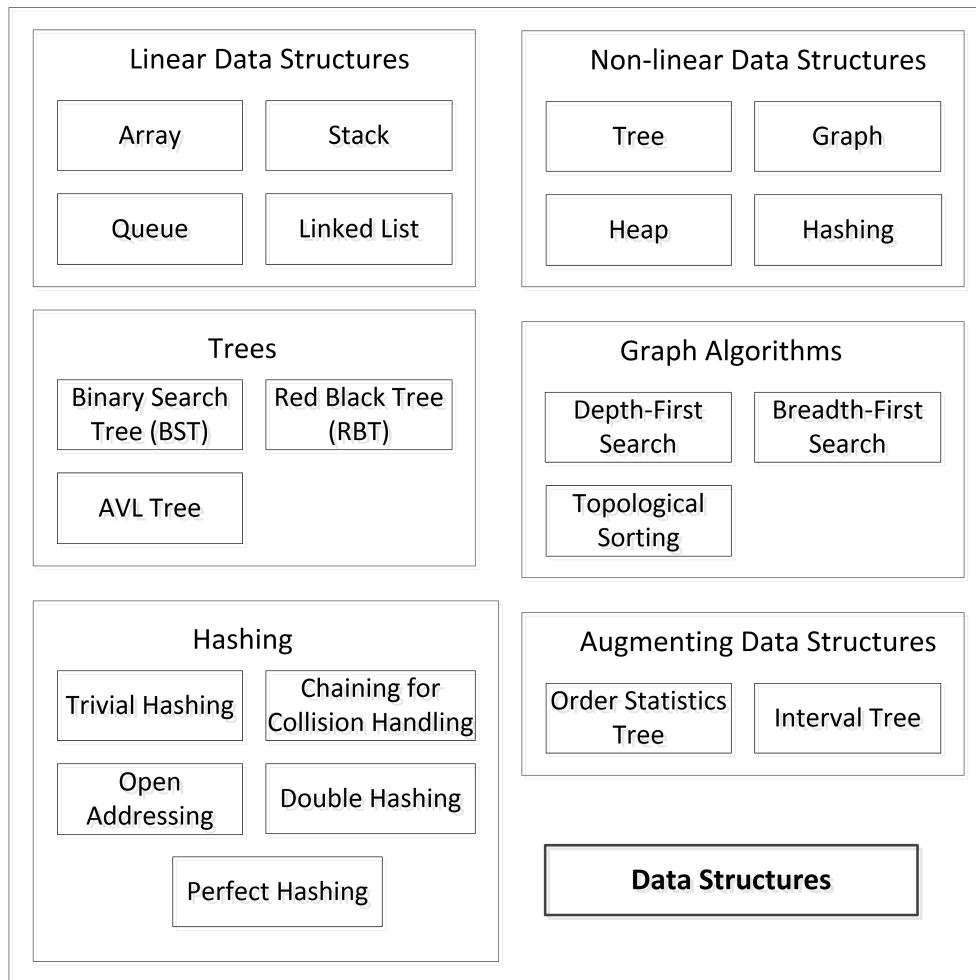 Linear Data Structures
Array
Stack
Queue
Linked List
Non-linear Data Structures
Tree
Graph
Heap
Hashing
Trees
Binary Search
Tree (BST)
Red Black Tree
(RBT)
AVL Tree
Graph Algorithms
Depth-First
Search
Breadth-First
Search
Topological
Sorting
Hashing
Trivial Hashing
Chaining for
Collision Handling
Open
Addressing
Double Hashing
Perfect Hashing
Augmenting Data Structures
Order Statistics
Tree
Interval Tree
Data Structures